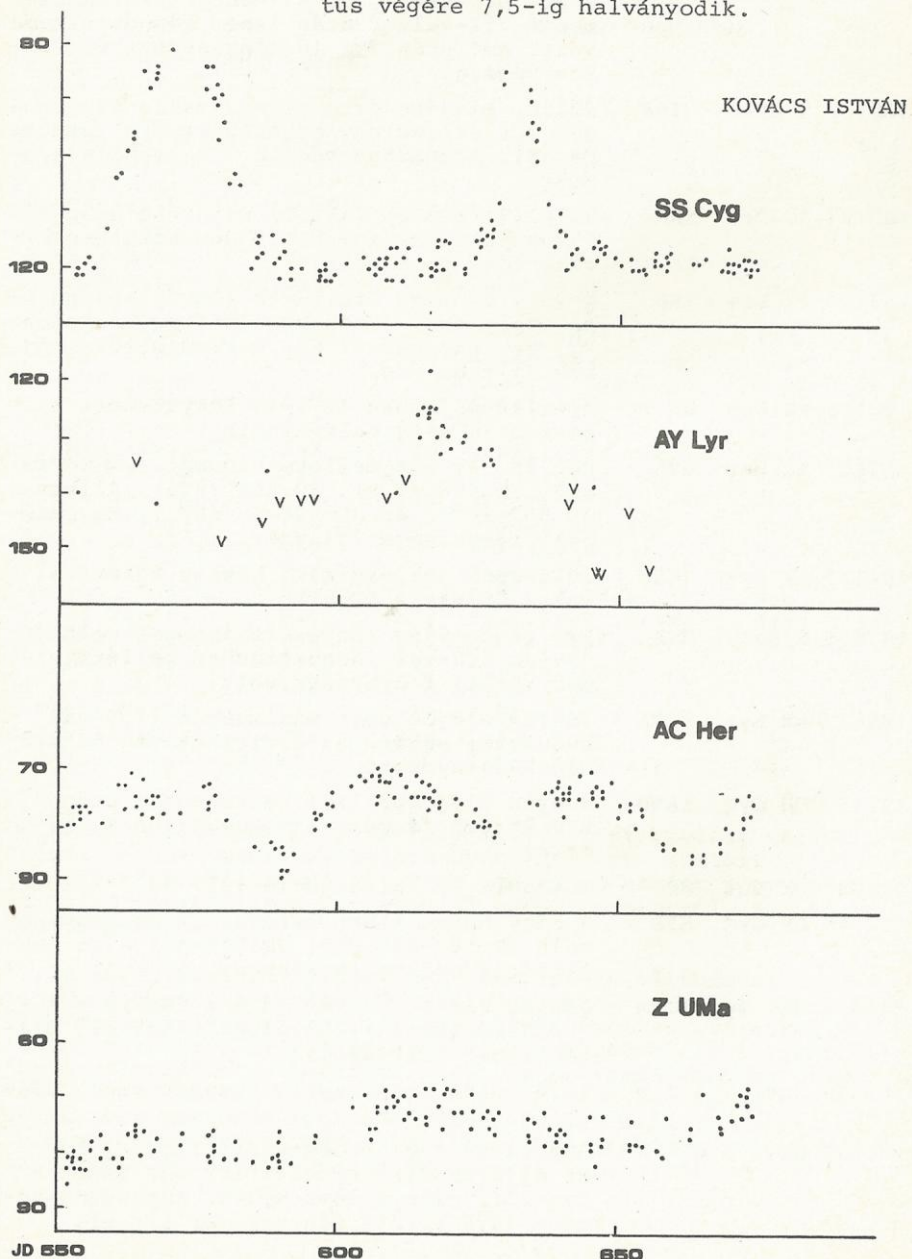 tus végére 7,5-ig halványodik.
80
KOVÁCS ISTVÁN
SS Cyg
120
120
AY Lyr
150
AC Her
70
90
Z UMa
60
90
JD 550 600 650